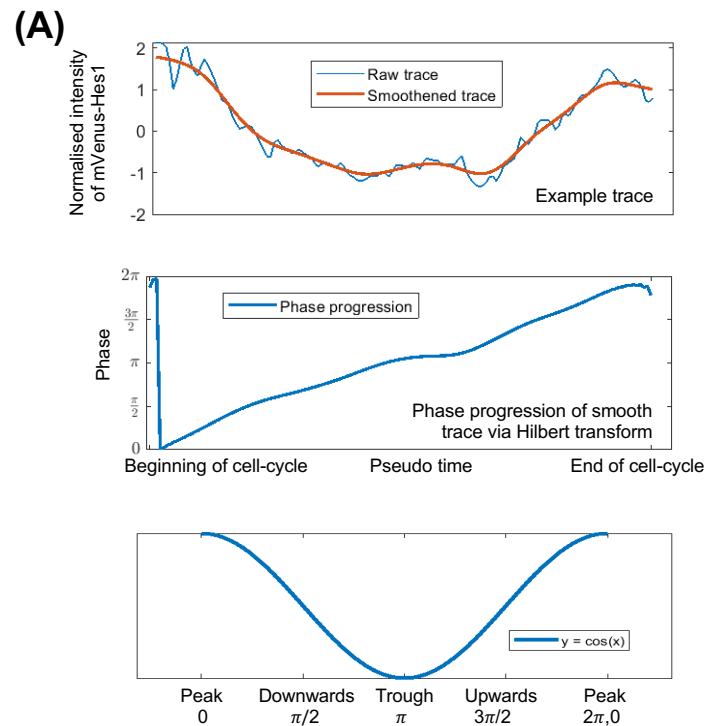 (A)
Normalised intensity
of mVenus-Hes1
2
1
0
-1
-2
Raw trace
Smoothened trace
Example trace
Phase
2π
3π/2
π
π/2
0
Phase progression
Phase progression of smooth
trace via Hilbert transform
Beginning of cell-cycle Pseudo time End of cell-cycle
y = cos(x)
Peak Downwards Trough Upwards Peak
0 π/2 π 3π/2 2π,0